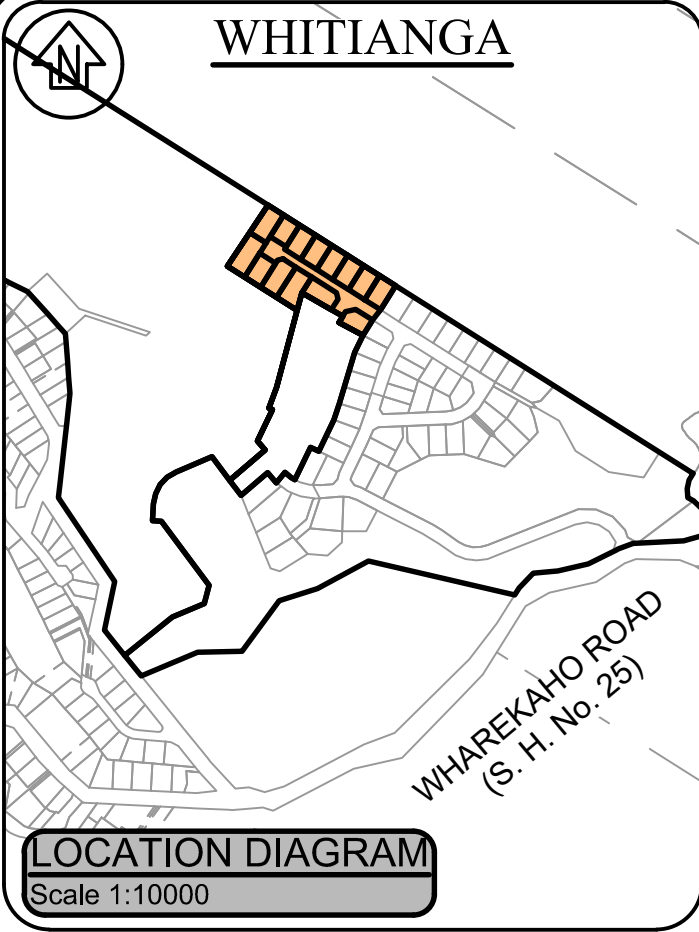 WHITIANGA
N
WHAREKAHO ROAD
(S. H. No. 25)
LOCATION DIAGRAM
Scale 1:10000